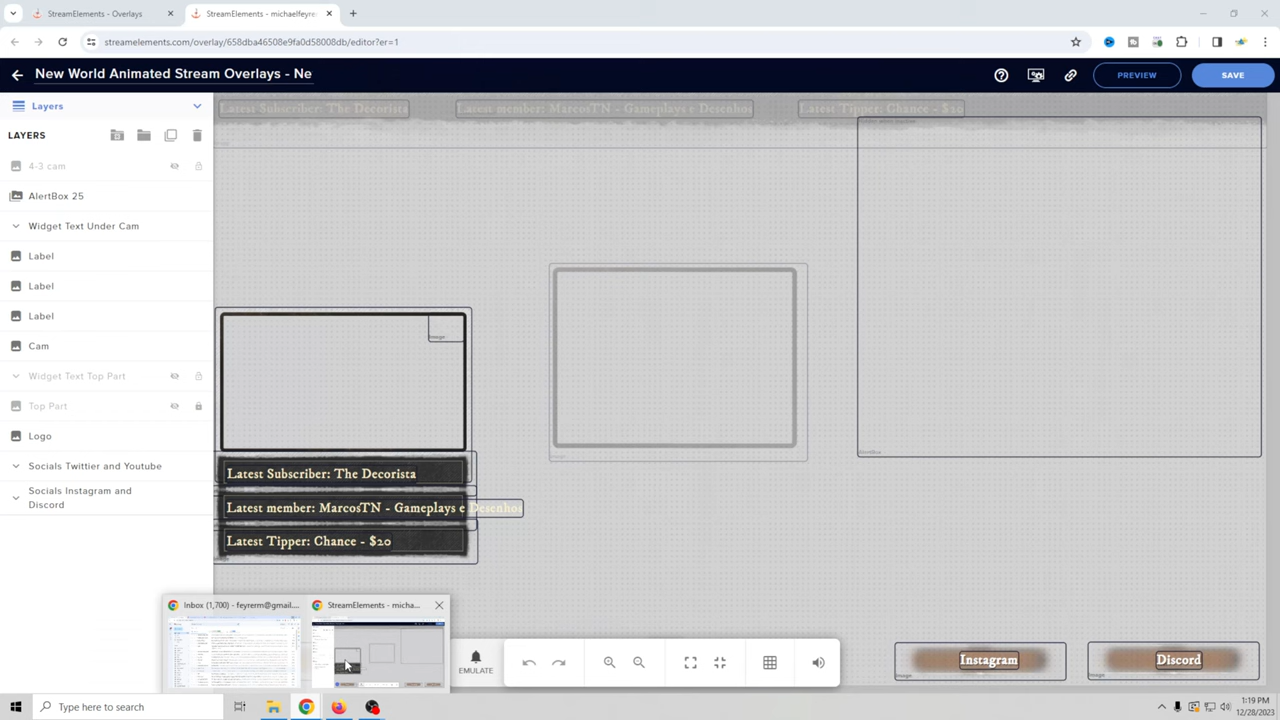 StreamElements - Overlays
StreamElements - michaelfeyre
streamelements.com/overlay/658dba46508e9fa0d58008db/editor?er=1
New World Animated Stream Overlays - Ne
PREVIEW
SAVE
Layers
LAYERS
4-3 cam
AlertBox 25
Widget Text Under Cam
Label
Label
Label
Cam
Widget Text Top Part
Top Part
Logo
Socials Twittier and Youtube
Socials Instagram and
Discord
Latest Subscriber: The Decorista
Latest member: MarcosTN - Gameplays e
Latest Tipper: Chance - $20
Image
Latest Subscriber: The Decorista
Latest member: MarcosTN - Gameplays e Desenhos
Latest Tipper: Chance - $20
Instagram
Discord
Inbox (1,700) - feyrerm@gmail....
StreamElements - micha...
Type here to search
1:19 PM
12/28/2023